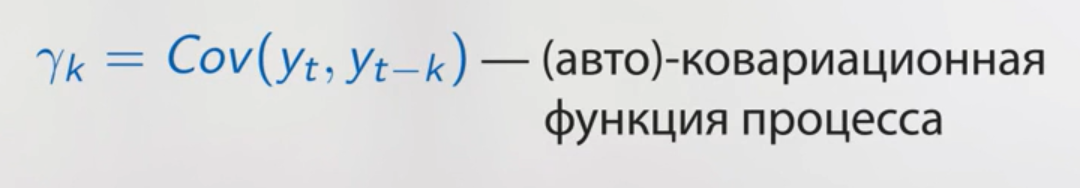 γₖ = Cov(yₜ, yₜ₋ₖ) — (авто)-ковариационная
функция процесса